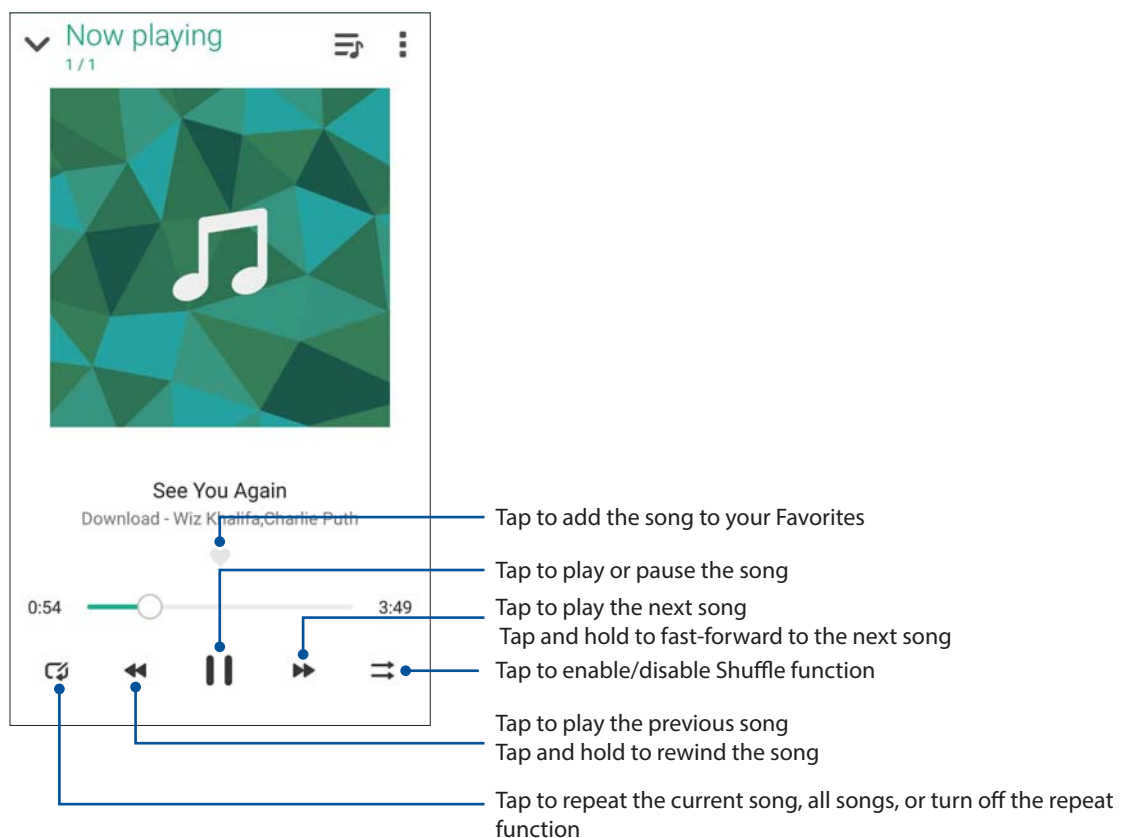 Now playing
1 / 1
See You Again
Download - Wiz Khalifa,Charlie Puth
0:54
3:49
Tap to add the song to your Favorites
Tap to play or pause the song
Tap to play the next song
Tap and hold to fast-forward to the next song
Tap to enable/disable Shuffle function
Tap to play the previous song
Tap and hold to rewind the song
Tap to repeat the current song, all songs, or turn off the repeat
function